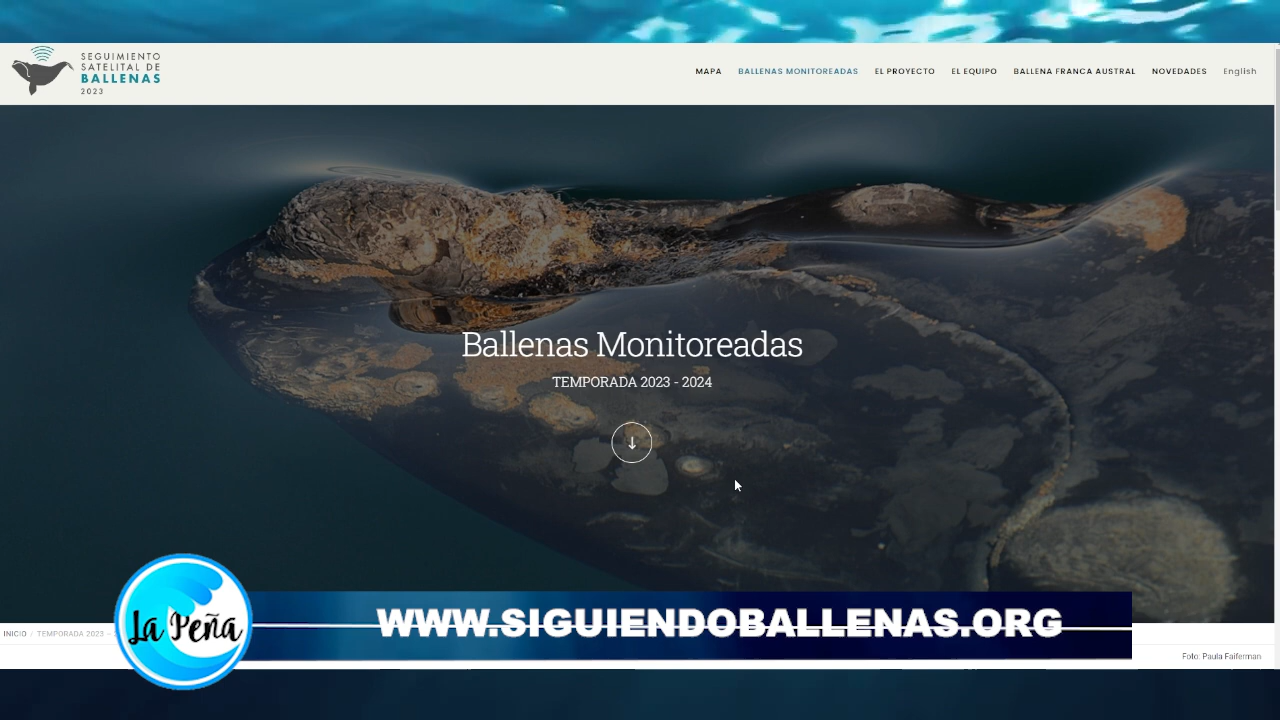 SEGUIMIENTO
SATELITAL DE
BALLENAS
2023
MAPA BALLENAS MONITOREADAS EL PROYECTO EL EQUIPO BALLENA FRANCA AUSTRAL NOVEDADES English
Ballenas Monitoreadas
TEMPORADA 2023 - 2024
La Peña
WWW.SIGUIENDOBALLENAS.ORG
INICIO / TEMPORADA 2023 –
Foto: Paula Faiferman